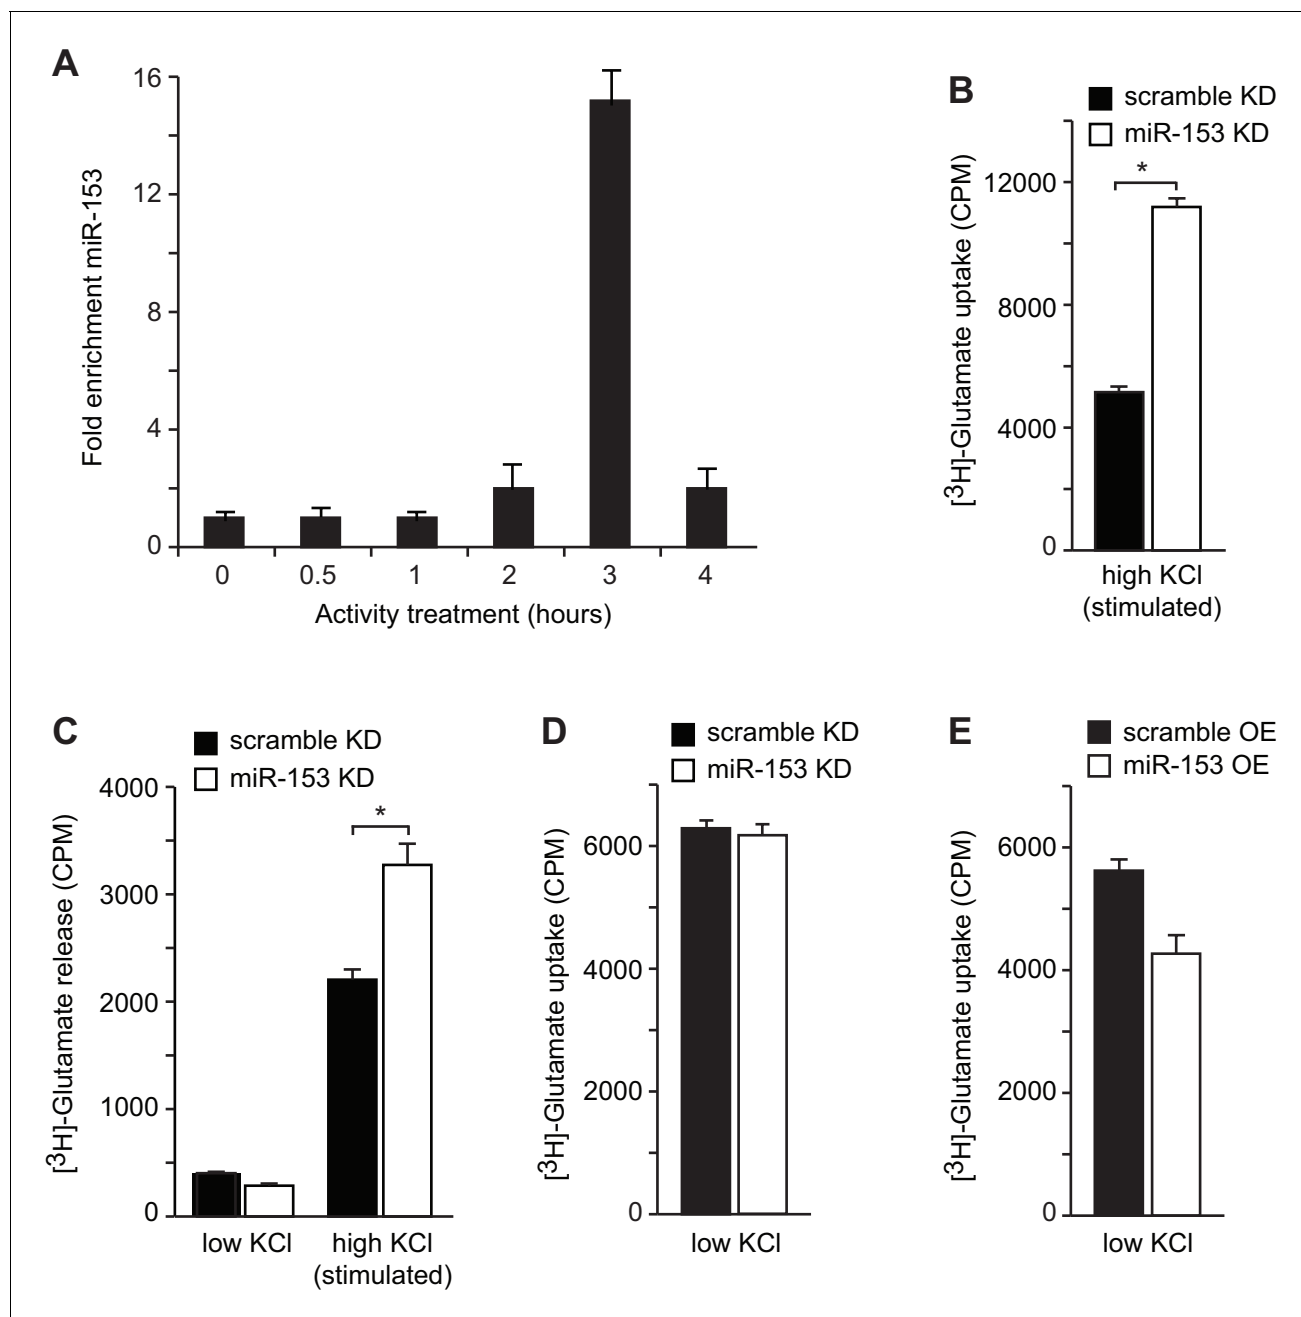 A
Fold enrichment miR-153
16
12
8
4
0
0 0.5 1 2 3 4
Activity treatment (hours)
B
scramble KD
miR-153 KD
[³H]-Glutamate uptake (CPM)
12000
8000
4000
0
*
high KCl
(stimulated)
C
scramble KD
miR-153 KD
[³H]-Glutamate release (CPM)
4000
3000
2000
1000
0
*
low KCl
high KCl
(stimulated)
D
scramble KD
miR-153 KD
[³H]-Glutamate uptake (CPM)
6000
4000
2000
0
low KCl
E
scramble OE
miR-153 OE
[³H]-Glutamate uptake (CPM)
6000
4000
2000
0
low KCl